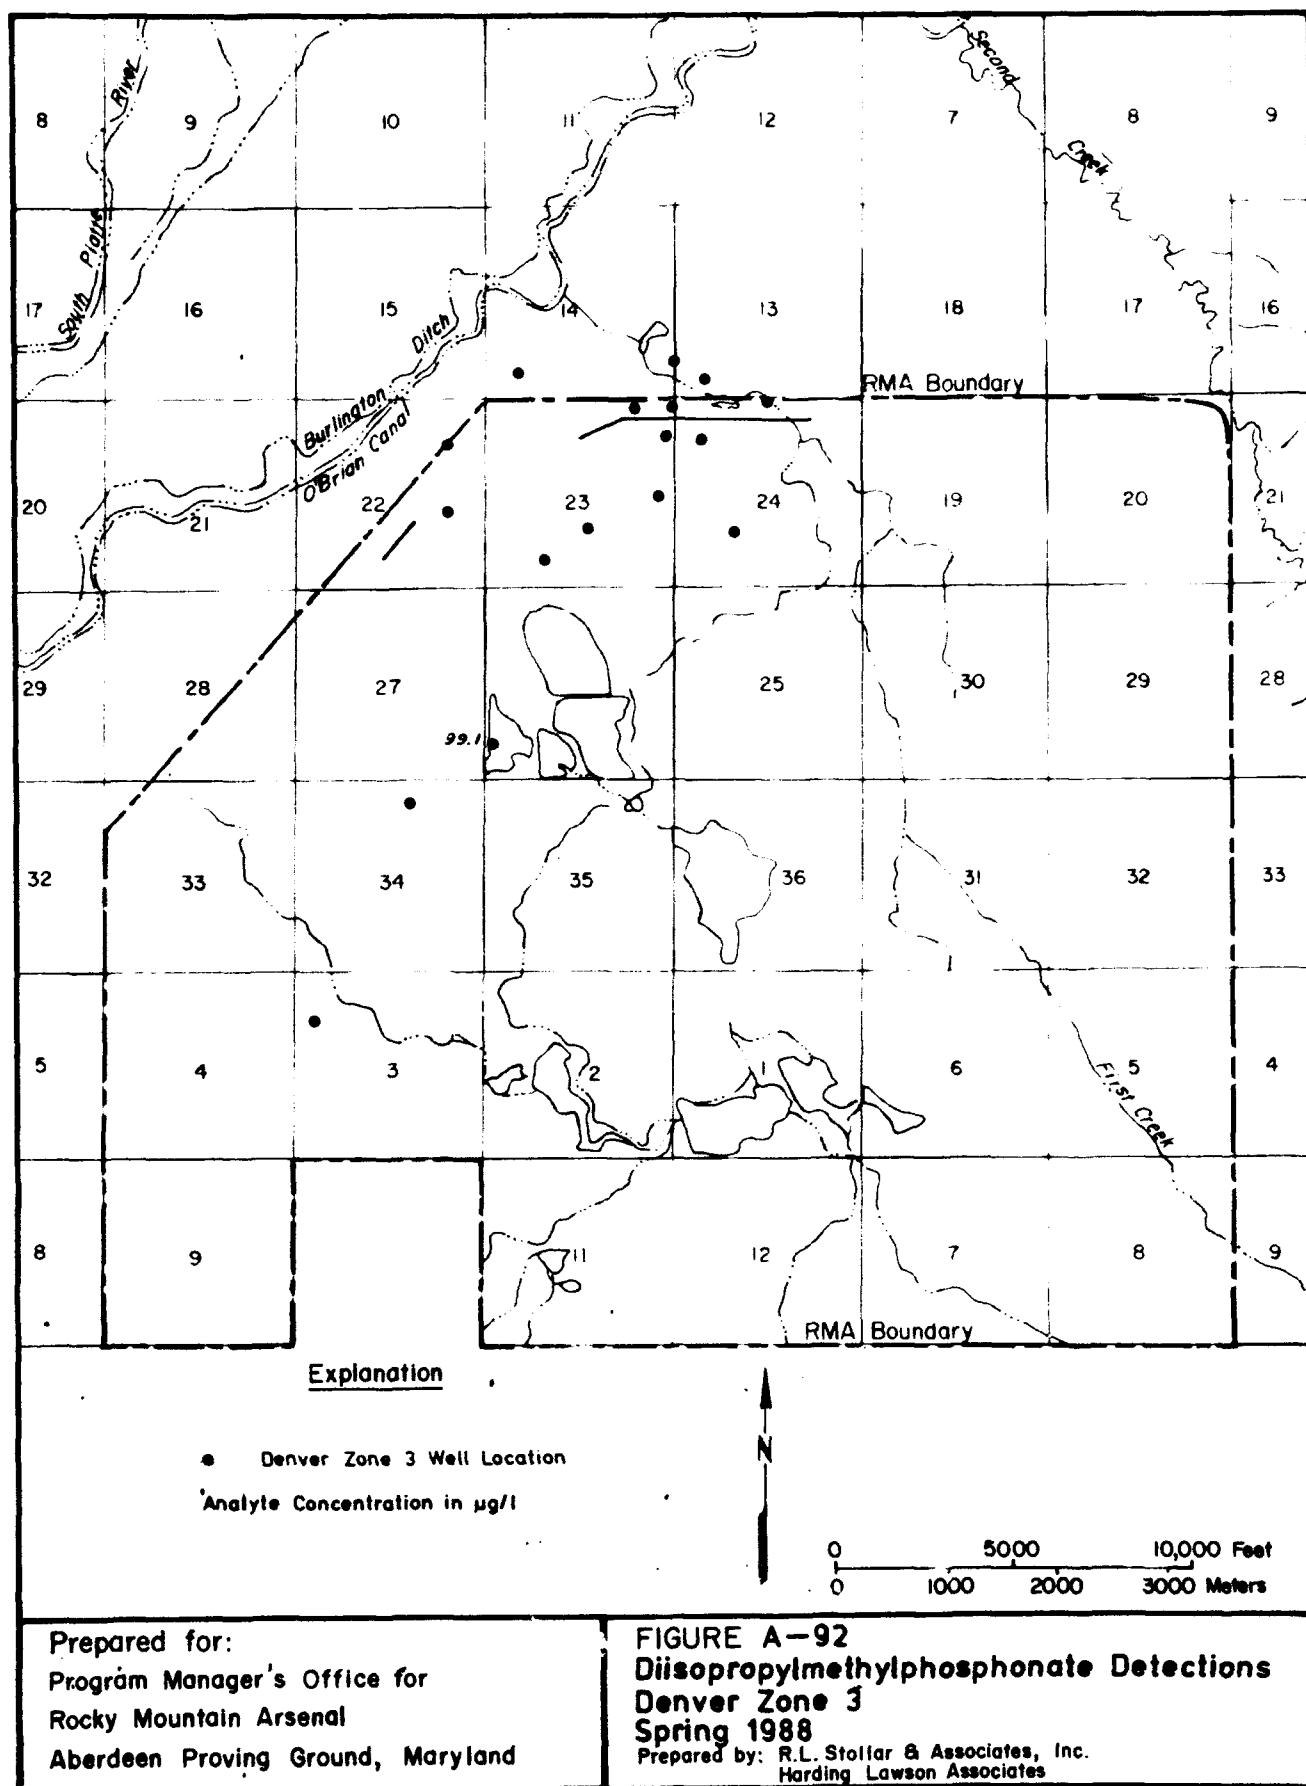 Second
River
8 9 10 11 12 7 8 9
Creek
South Platte
17 16 15 14 13 18 17 16
Burlington Ditch
RMA Boundary
O'Brian Canal
20 21 22 23 24 19 20 21
29 28 27 25 30 29 28
99.1
32 33 34 35 36 31 32 33
5 4 3 2 1 6 5 4
First Creek
8 9 11 12 7 8 9
RMA Boundary
Explanation
N
Denver Zone 3 Well Location
Analyte Concentration in µg/l
0 5000 10,000 Feet
0 1000 2000 3000 Meters
Prepared for:
Program Manager's Office for
Rocky Mountain Arsenal
Aberdeen Proving Ground, Maryland
FIGURE A-92
Diisopropylmethylphosphonate Detections
Denver Zone 3
Spring 1988
Prepared by: R.L. Stollar & Associates, Inc.
Harding Lawson Associates